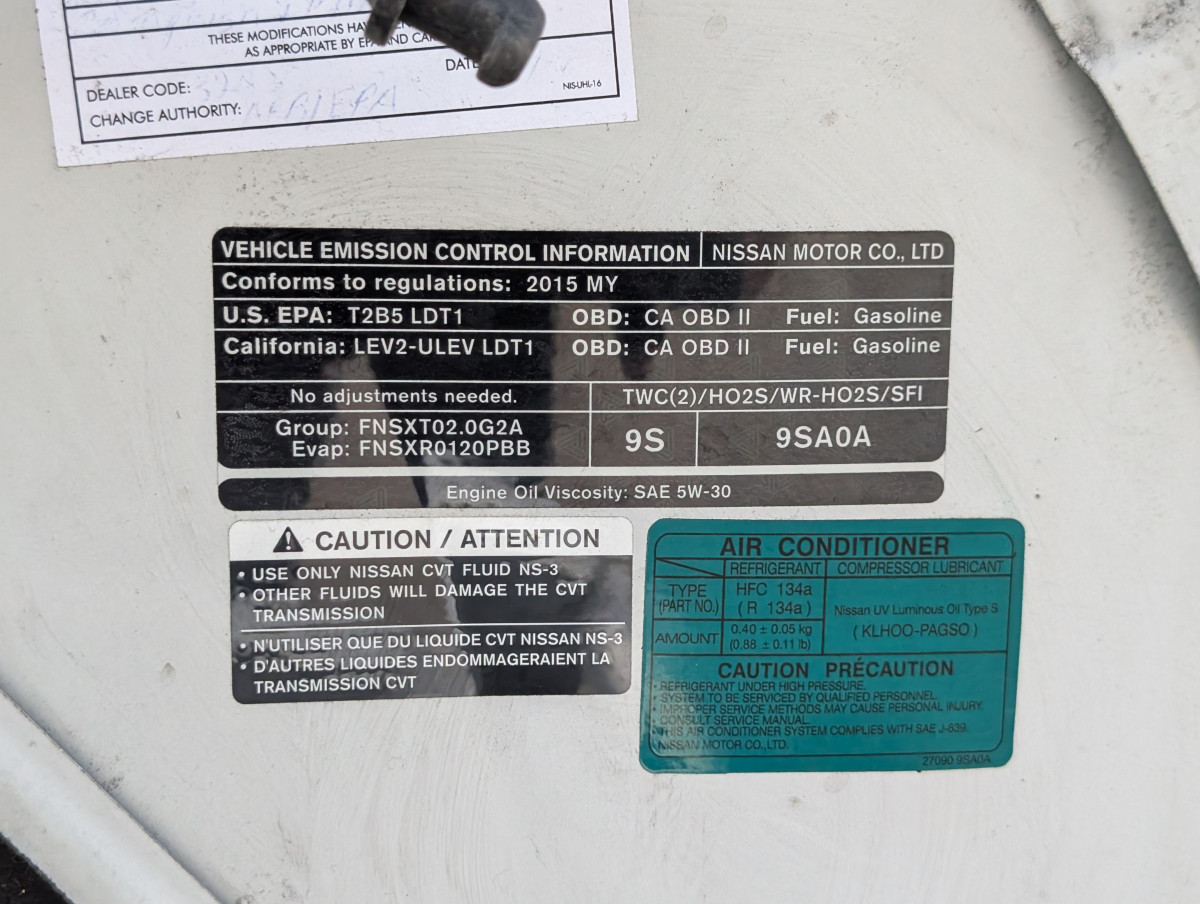 THESE MODIFICATIONS HAVE
AS APPROPRIATE BY EPA AND
DATE
DEALER CODE:
NIS-UHL-16
CHANGE AUTHORITY:
VEHICLE EMISSION CONTROL INFORMATION NISSAN MOTOR CO., LTD
Conforms to regulations: 2015 MY
U.S. EPA: T2B5 LDT1 OBD: CA OBD II Fuel: Gasoline
California: LEV2-ULEV LDT1 OBD: CA OBD II Fuel: Gasoline
No adjustments needed. TWC(2)/HO2S/WR-HO2S/SFI
Group: FNSXT02.0G2A
Evap: FNSXR0120PBB
9S 9SA0A
Engine Oil Viscosity: SAE 5W-30
CAUTION / ATTENTION
• USE ONLY NISSAN CVT FLUID NS-3
• OTHER FLUIDS WILL DAMAGE THE CVT
TRANSMISSION
• N'UTILISER QUE DU LIQUIDE CVT NISSAN NS-3
• D'AUTRES LIQUIDES ENDOMMAGERAIENT LA
TRANSMISSION CVT
AIR CONDITIONER
REFRIGERANT COMPRESSOR LUBRICANT
TYPE
(PART NO.)
HFC 134a
(R 134a)
Nissan UV Luminous Oil Type S
(KLHOO-PAGSO)
AMOUNT
0.40 ± 0.05 kg
(0.88 ± 0.11 lb)
CAUTION PRÉCAUTION
• REFRIGERANT UNDER HIGH PRESSURE.
• SYSTEM TO BE SERVICED BY QUALIFIED PERSONNEL.
• IMPROPER SERVICE METHODS MAY CAUSE PERSONAL INJURY.
• CONSULT SERVICE MANUAL.
• THIS AIR CONDITIONER SYSTEM COMPLIES WITH SAE J-639.
NISSAN MOTOR CO.,LTD.
27090 9SA0A